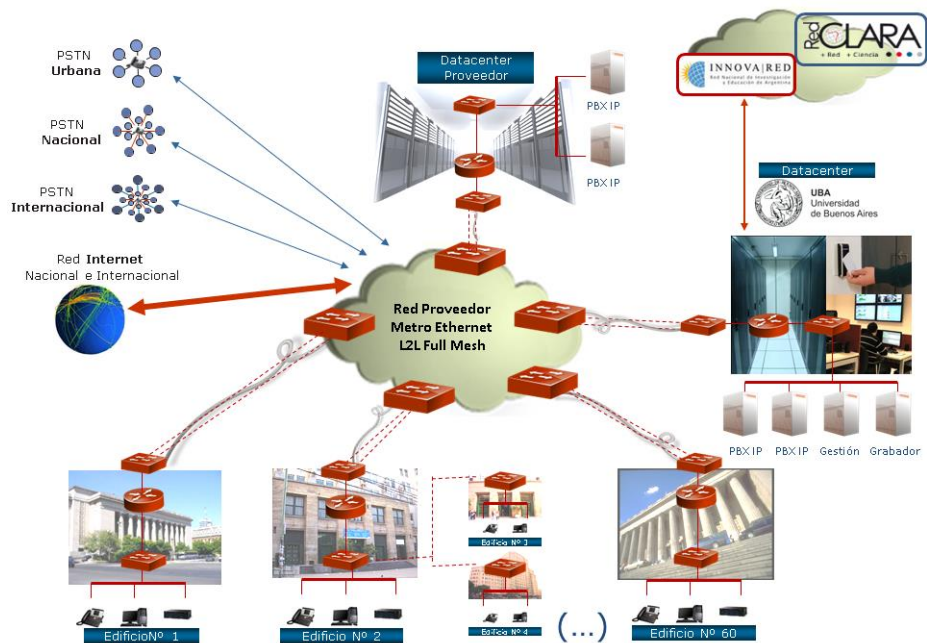 PSTN
Urbana
PSTN
Nacional
PSTN
Internacional
Red Internet
Nacional e Internacional
Datacenter
Proveedor
PBX IP
PBX IP
Red CLARA
+ Red + Ciencia +
INNOVA|RED
Red Nacional de Investigación
y Educación de Argentina
Datacenter
UBA
Universidad
de Buenos Aires
Red Proveedor
Metro Ethernet
L2L Full Mesh
PBX IP
PBX IP
Gestión
Grabador
EdificioNº 1
Edificio Nº 2
Edificio Nº 3
Edificio Nº 4
(...)
Edificio Nº 60